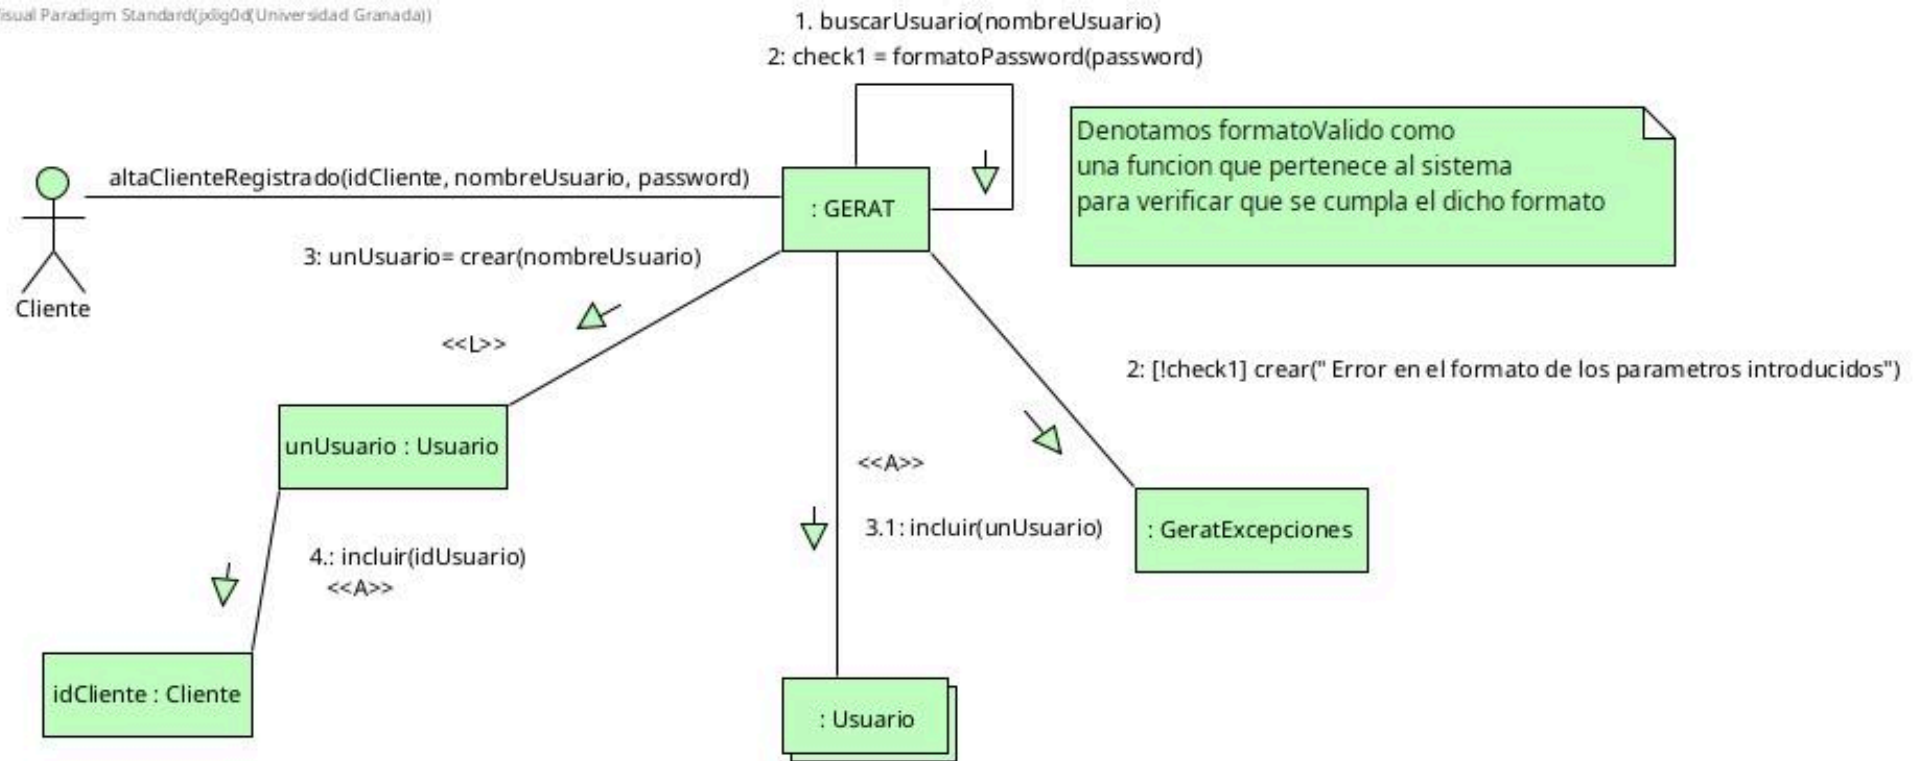 Visual Paradigm Standard(jxlig0d(Universidad Granada))
1. buscarUsuario(nombreUsuario)
2: check1 = formatoPassword(password)
Denotamos formatoValido como
una funcion que pertenece al sistema
para verificar que se cumpla el dicho formato
altaClienteRegistrado(idCliente, nombreUsuario, password)
: GERAT
Cliente
3: unUsuario= crear(nombreUsuario)
<<L>>
2: [!check1] crear(" Error en el formato de los parametros introducidos")
unUsuario : Usuario
<<A>>
3.1: incluir(unUsuario)
: GeratExcepciones
4.: incluir(idUsuario)
<<A>>
idCliente : Cliente
: Usuario